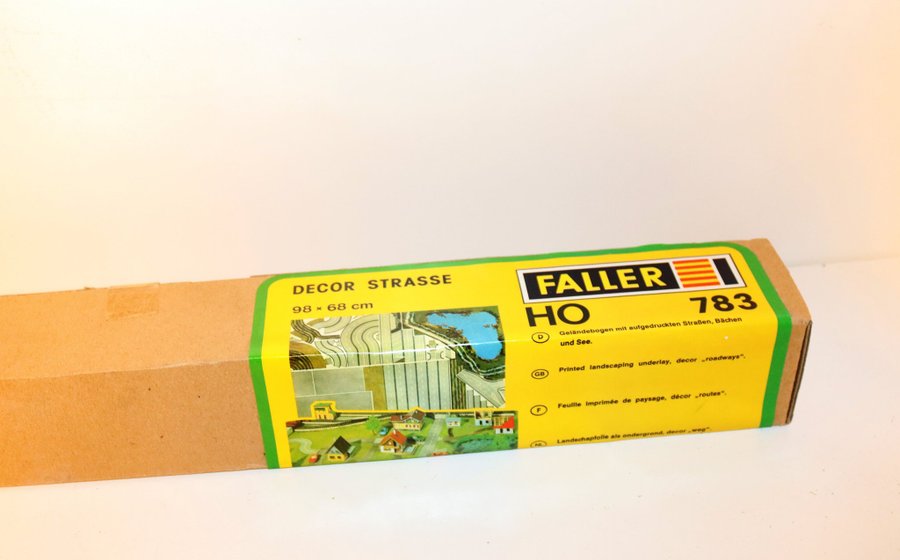 DECOR STRASSE
98 × 68 cm
FALLER
HO 783
D Geländebogen mit aufgedruckten Straßen, Bächen
und See.
GB Printed landscaping underlay, decor „roadways".
F Feuille imprimée de paysage, décor „routes".
NL Landschapfolie als ondergrond, decor „weg".